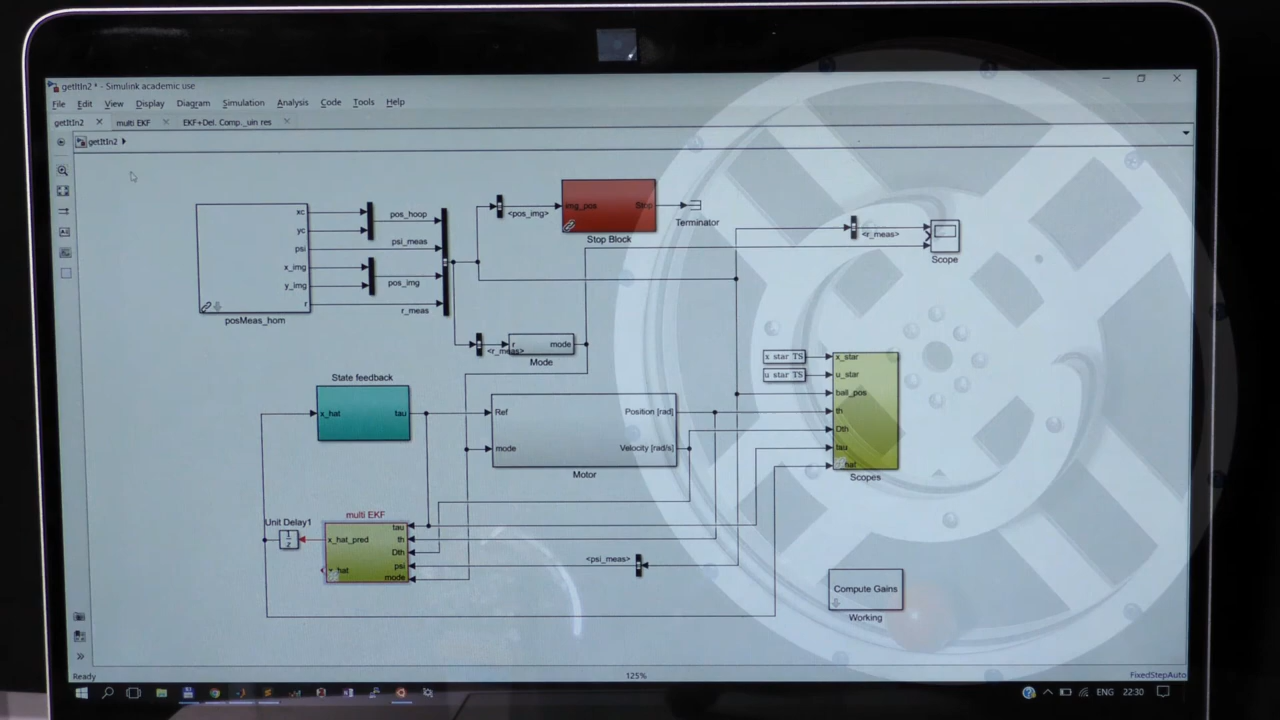 getItIn2 * - Simulink academic use
File Edit View Display Diagram Simulation Analysis Code Tools Help
getItIn2 multi EKF EKF+Del. Comp._uin res
getItIn2
xc
yc
psi
x_img
y_img
r
posMeas_hom
pos_hoop
psi_meas
pos_img
r_meas
<pos_img>
img_pos Stop
Stop Block
Terminator
<r_meas>
Scope
<r_meas>
r mode
Mode
State feedback
x_hat tau
Ref Position [rad]
mode Velocity [rad/s]
Motor
x star TS
u star TS
x_star
u_star
ball_pos
th
Dth
tau
hat
Scopes
Unit Delay1
1
z
multi EKF
x_hat_pred
hat
tau
th
Dth
psi
mode
<psi_meas>
Compute Gains
Working
Ready 125% FixedStepAuto
ENG 22:30